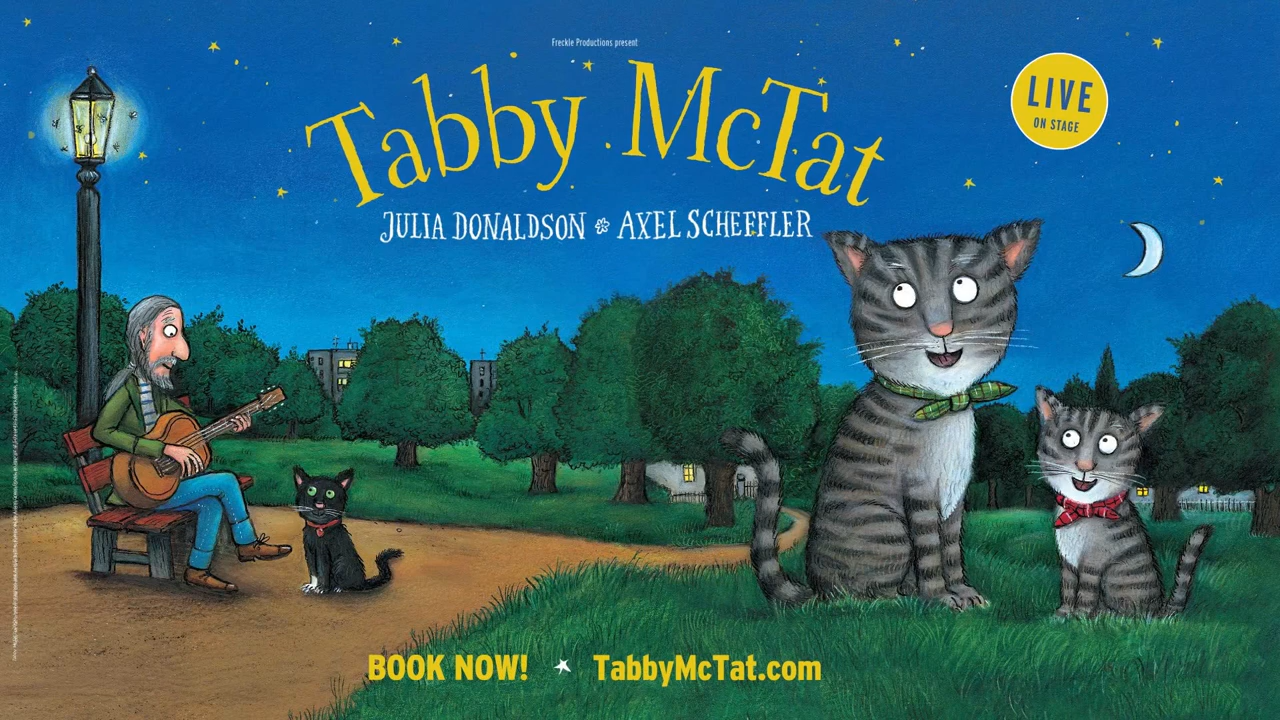 Freckle Productions present
Tabby McTat
LIVE
ON STAGE
JULIA DONALDSON AXEL SCHEFFLER
BOOK NOW! TabbyMcTat.com